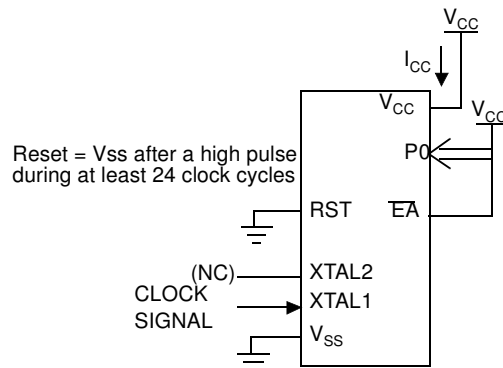 VCC
ICC
VCC
VCC
P0
Reset = Vss after a high pulse
during at least 24 clock cycles
RST
EA
(NC)
XTAL2
CLOCK
SIGNAL
XTAL1
VSS